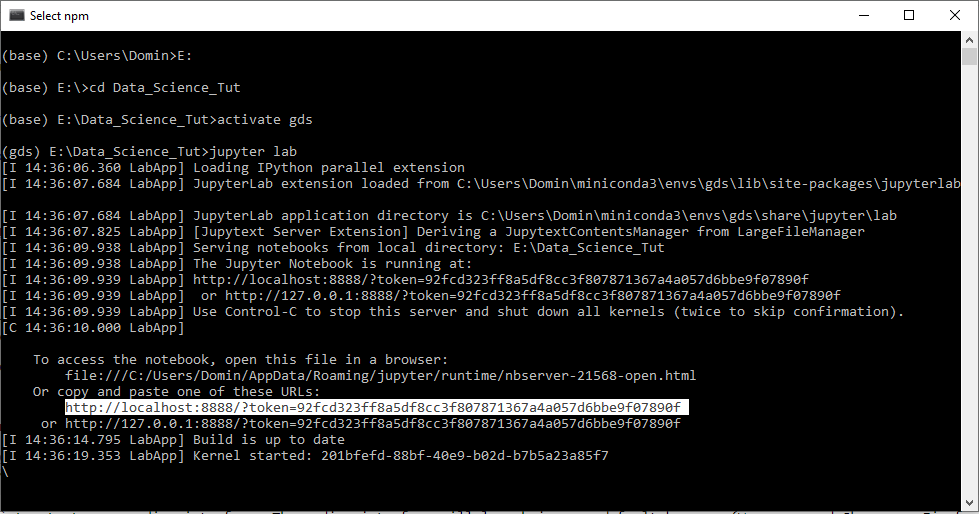 Select npm
(base) C:\Users\Domin>E:
(base) E:\>cd Data_Science_Tut
(base) E:\Data_Science_Tut>activate gds
(gds) E:\Data_Science_Tut>jupyter lab
[I 14:36:06.360 LabApp] Loading IPython parallel extension
[I 14:36:07.684 LabApp] JupyterLab extension loaded from C:\Users\Domin\miniconda3\envs\gds\lib\site-packages\jupyterlab
[I 14:36:07.684 LabApp] JupyterLab application directory is C:\Users\Domin\miniconda3\envs\gds\share\jupyter\lab
[I 14:36:07.825 LabApp] [Jupytext Server Extension] Deriving a JupytextContentsManager from LargeFileManager
[I 14:36:09.938 LabApp] Serving notebooks from local directory: E:\Data_Science_Tut
[I 14:36:09.938 LabApp] The Jupyter Notebook is running at:
[I 14:36:09.939 LabApp] http://localhost:8888/?token=92fcd323ff8a5df8cc3f807871367a4a057d6bbe9f07890f
[I 14:36:09.939 LabApp]  or http://127.0.0.1:8888/?token=92fcd323ff8a5df8cc3f807871367a4a057d6bbe9f07890f
[I 14:36:09.939 LabApp] Use Control-C to stop this server and shut down all kernels (twice to skip confirmation).
[C 14:36:10.000 LabApp]
To access the notebook, open this file in a browser:
file:///C:/Users/Domin/AppData/Roaming/jupyter/runtime/nbserver-21568-open.html
Or copy and paste one of these URLs:
http://localhost:8888/?token=92fcd323ff8a5df8cc3f807871367a4a057d6bbe9f07890f
or http://127.0.0.1:8888/?token=92fcd323ff8a5df8cc3f807871367a4a057d6bbe9f07890f
[I 14:36:14.795 LabApp] Build is up to date
[I 14:36:19.353 LabApp] Kernel started: 201bfefd-88bf-40e9-b02d-b7b5a23a85f7
\